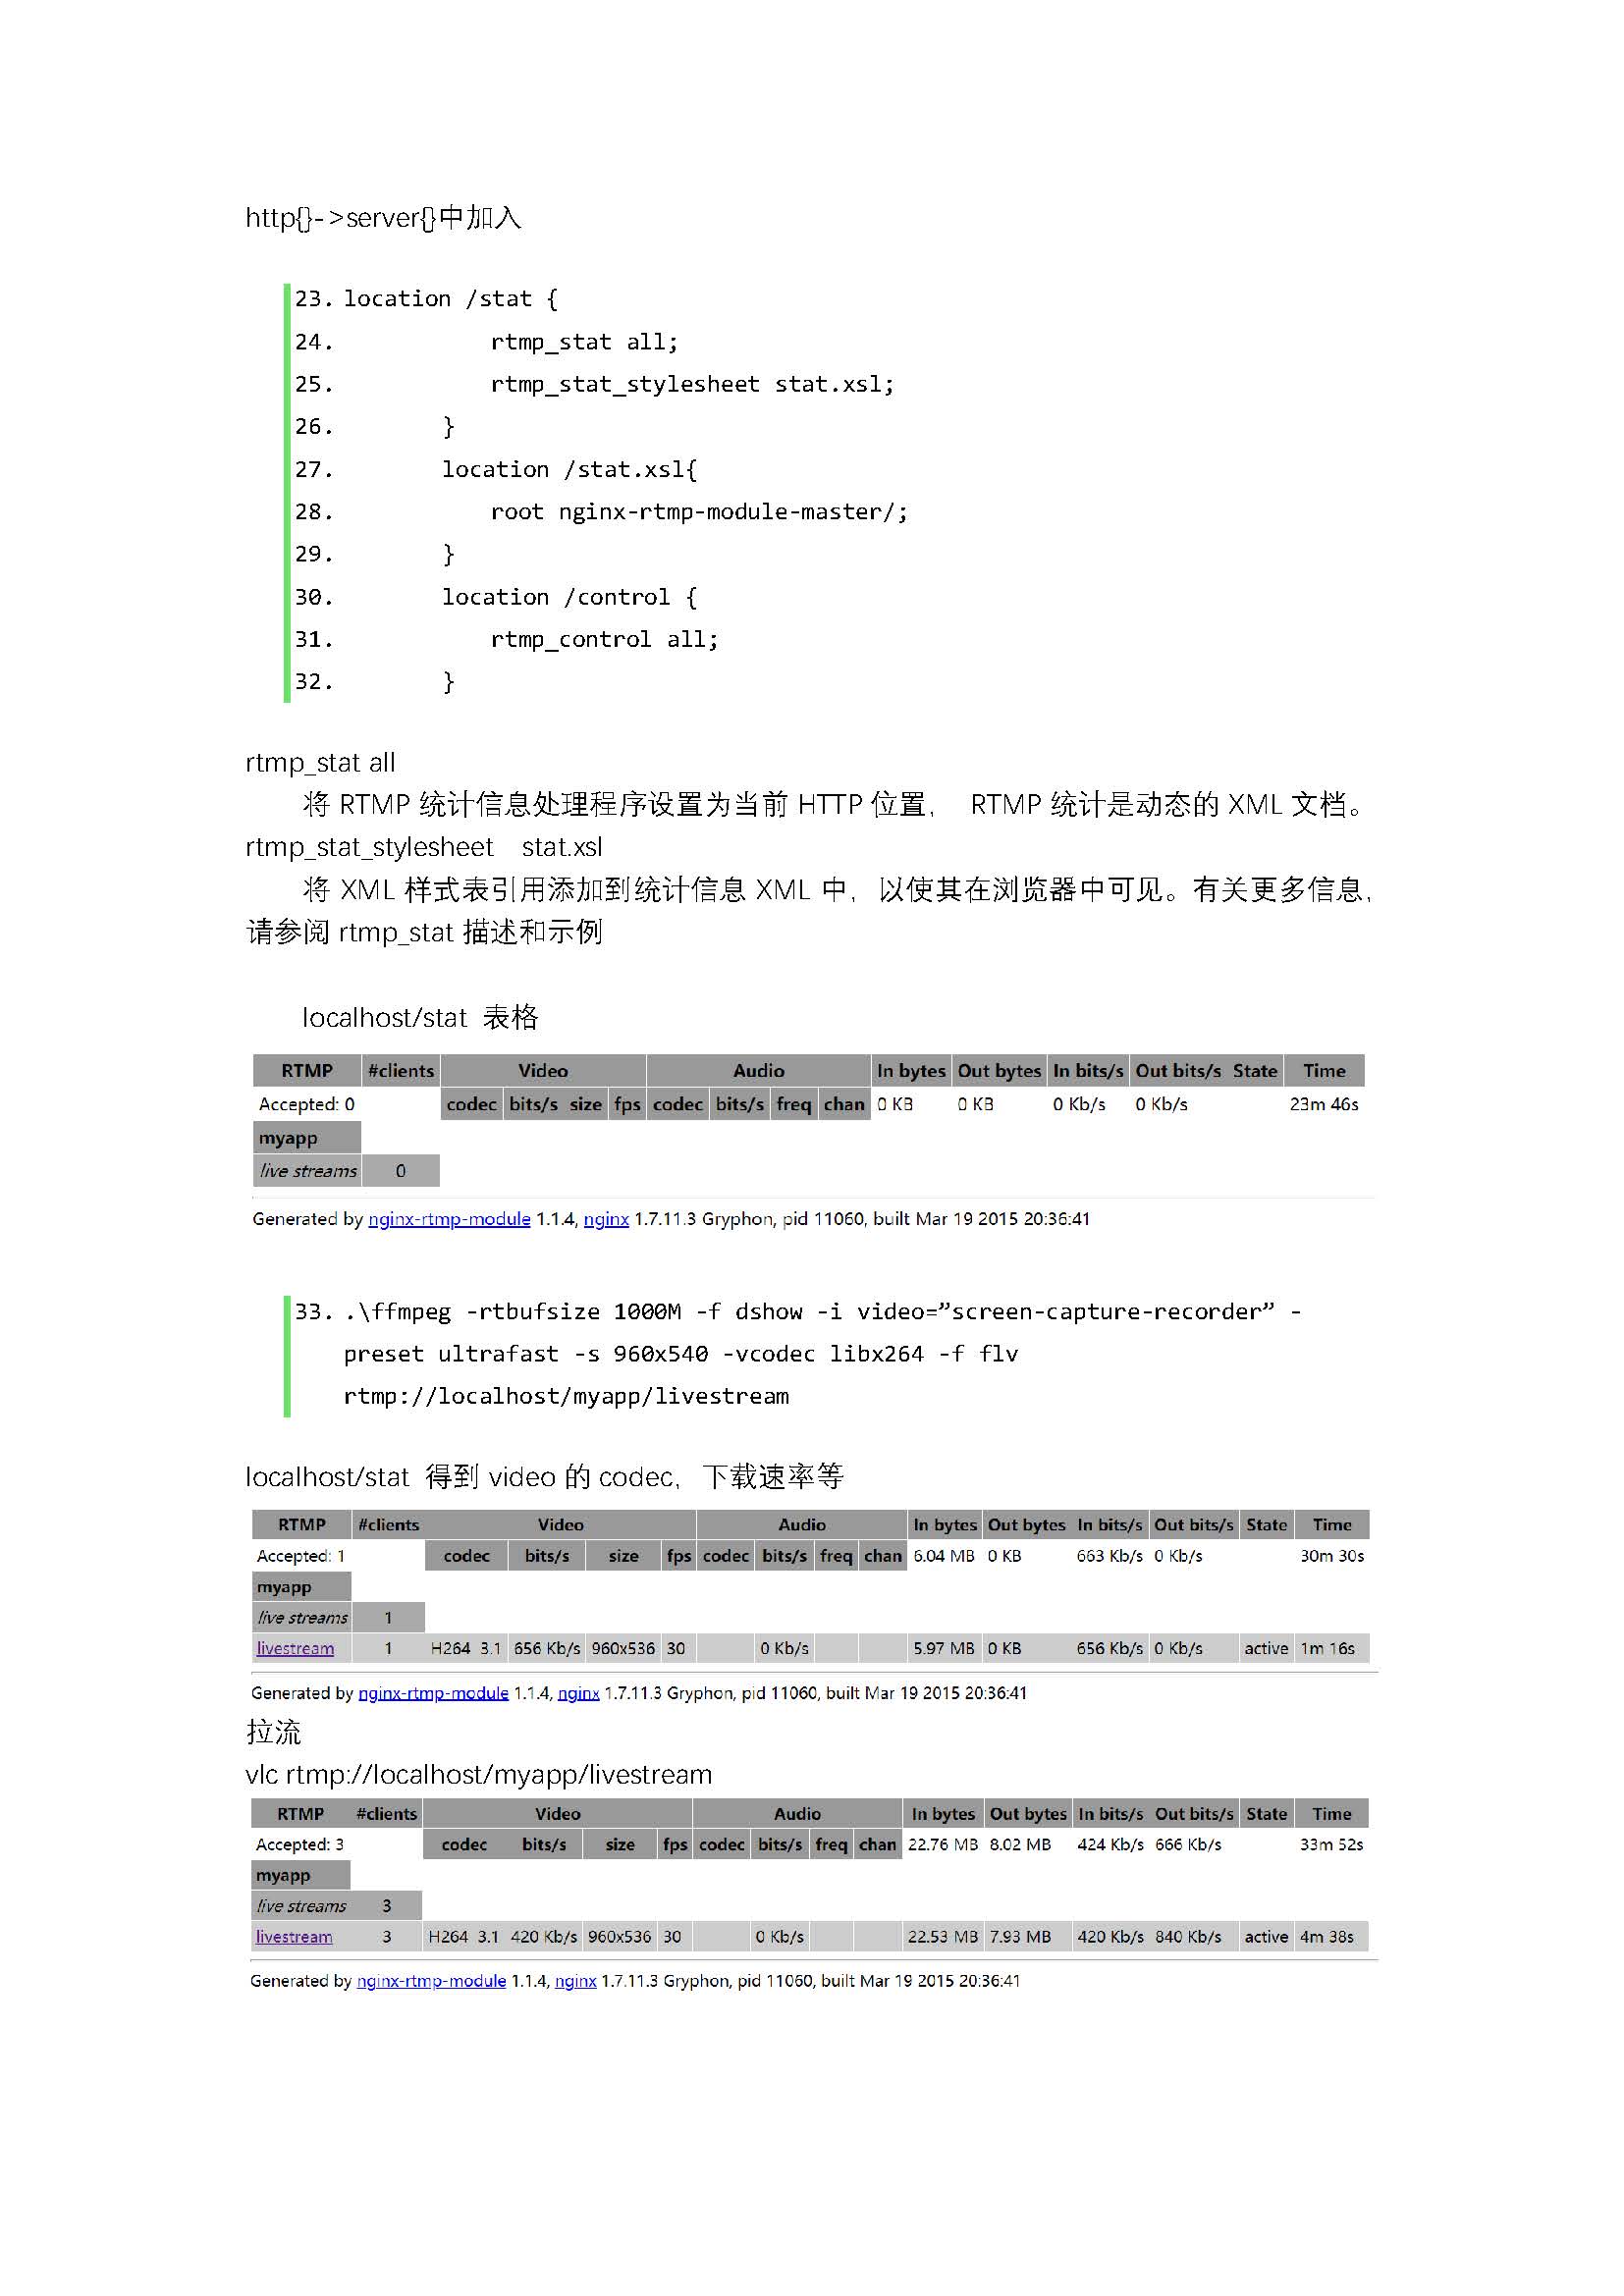 http{}->server{}中加入
23. location /stat {
24. rtmp_stat all;
25. rtmp_stat_stylesheet stat.xsl;
26. }
27. location /stat.xsl{
28. root nginx-rtmp-module-master/;
29. }
30. location /control {
31. rtmp_control all;
32. }
rtmp_stat all
将 RTMP 统计信息处理程序设置为当前 HTTP 位置， RTMP 统计是动态的 XML 文档。
rtmp_stat_stylesheet stat.xsl
将 XML 样式表引用添加到统计信息 XML 中，以使其在浏览器中可见。有关更多信息，
请参阅 rtmp_stat 描述和示例
localhost/stat 表格
RTMP #clients Video Audio In bytes Out bytes In bits/s Out bits/s State Time
Accepted: 0 codec bits/s size fps codec bits/s freq chan 0 KB 0 KB 0 Kb/s 0 Kb/s 23m 46s
myapp
live streams 0
Generated by nginx-rtmp-module 1.1.4, nginx 1.7.11.3 Gryphon, pid 11060, built Mar 19 2015 20:36:41
33. .\ffmpeg -rtbufsize 1000M -f dshow -i video=”screen-capture-recorder” -
preset ultrafast -s 960x540 -vcodec libx264 -f flv
rtmp://localhost/myapp/livestream
localhost/stat 得到 video 的 codec，下载速率等
RTMP #clients Video Audio In bytes Out bytes In bits/s Out bits/s State Time
Accepted: 1 codec bits/s size fps codec bits/s freq chan 6.04 MB 0 KB 663 Kb/s 0 Kb/s 30m 30s
myapp
live streams 1
livestream 1 H264 3.1 656 Kb/s 960x536 30 0 Kb/s 5.97 MB 0 KB 656 Kb/s 0 Kb/s active 1m 16s
Generated by nginx-rtmp-module 1.1.4, nginx 1.7.11.3 Gryphon, pid 11060, built Mar 19 2015 20:36:41
拉流
vlc rtmp://localhost/myapp/livestream
RTMP #clients Video Audio In bytes Out bytes In bits/s Out bits/s State Time
Accepted: 3 codec bits/s size fps codec bits/s freq chan 22.76 MB 8.02 MB 424 Kb/s 666 Kb/s 33m 52s
myapp
live streams 3
livestream 3 H264 3.1 420 Kb/s 960x536 30 0 Kb/s 22.53 MB 7.93 MB 420 Kb/s 840 Kb/s active 4m 38s
Generated by nginx-rtmp-module 1.1.4, nginx 1.7.11.3 Gryphon, pid 11060, built Mar 19 2015 20:36:41